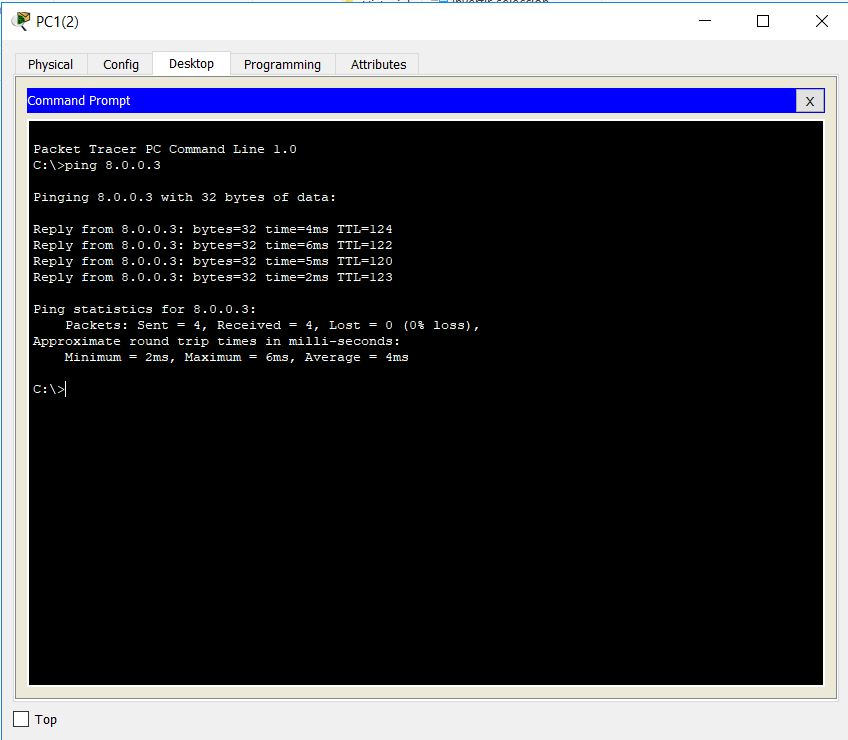 PC1(2)
Physical Config Desktop Programming Attributes
Command Prompt X
Packet Tracer PC Command Line 1.0
C:\>ping 8.0.0.3
Pinging 8.0.0.3 with 32 bytes of data:
Reply from 8.0.0.3: bytes=32 time=4ms TTL=124
Reply from 8.0.0.3: bytes=32 time=6ms TTL=122
Reply from 8.0.0.3: bytes=32 time=5ms TTL=120
Reply from 8.0.0.3: bytes=32 time=2ms TTL=123
Ping statistics for 8.0.0.3:
    Packets: Sent = 4, Received = 4, Lost = 0 (0% loss),
Approximate round trip times in milli-seconds:
    Minimum = 2ms, Maximum = 6ms, Average = 4ms
C:\>
Top